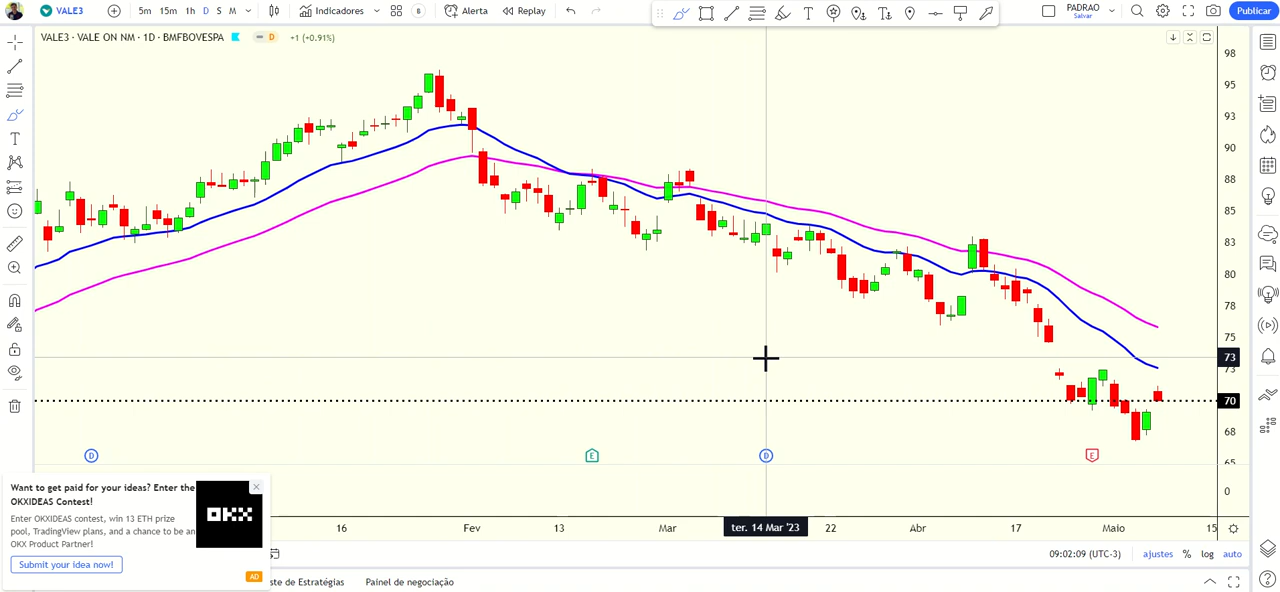 VALE3
5m 15m 1h D S M
Indicadores
Alerta
Replay
T
PADRAO
Salvar
Publicar
VALE3 · VALE ON NM · 1D · BMFBOVESPA
D
+1 (+0.91%)
98
95
93
90
88
85
83
80
78
75
73
73
70
68
65
0
D
E
D
E
16
Fev
13
Mar
ter. 14 Mar '23
22
Abr
17
Maio
15
Want to get paid for your ideas? Enter the
OKXIDEAS Contest!
Enter OKXIDEAS contest, win 13 ETH prize
pool, TradingView plans, and a chance to be an
OKX Product Partner!
Submit your idea now!
OKX
AD
09:02:09 (UTC-3)
ajustes
%
log
auto
ste de Estratégias
Painel de negociação